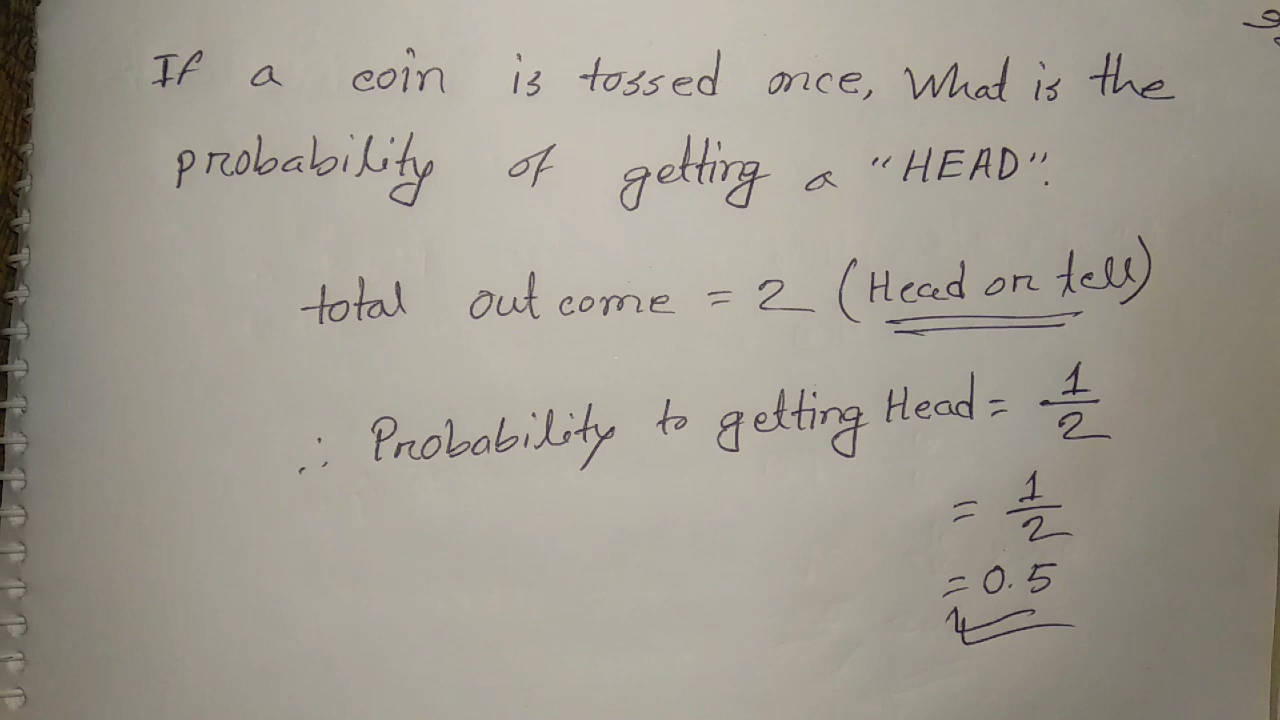 If a coin is tossed once, What is the
probability of getting a "HEAD".
total out come = 2 (Head or tell)
∴ Probability to getting Head = 1/2
= 1/2
= 0.5